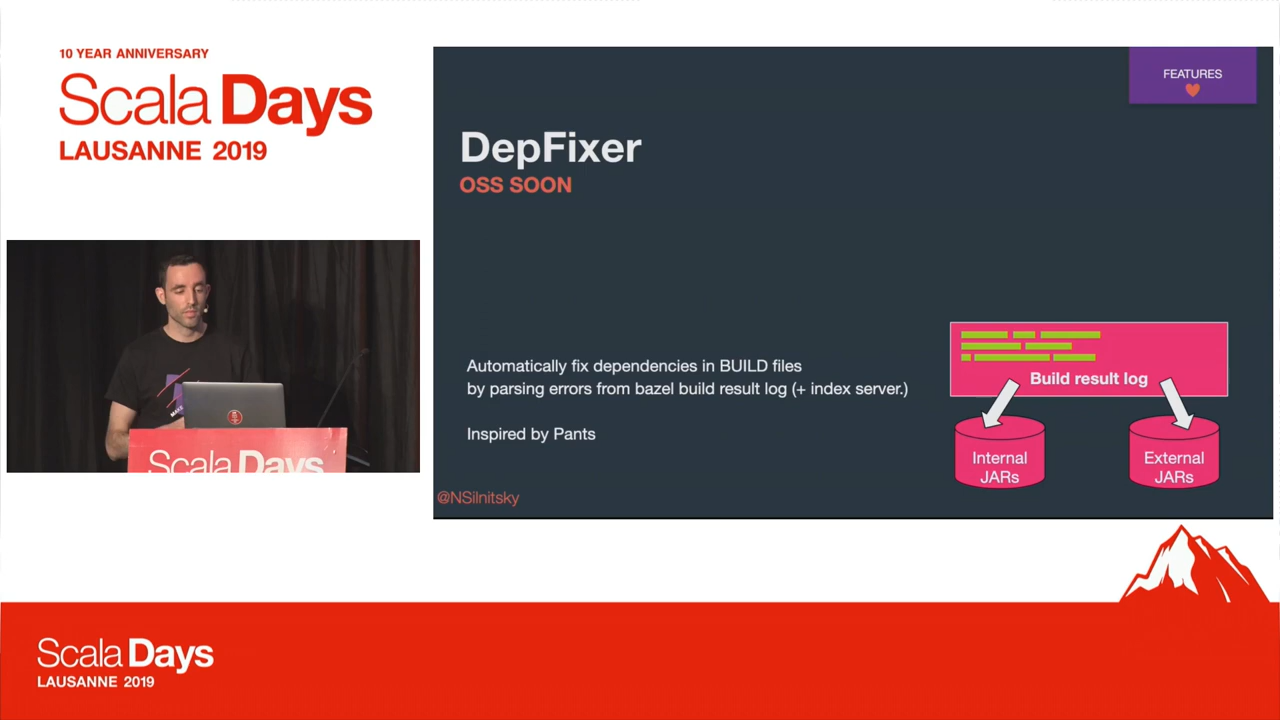 10 YEAR ANNIVERSARY
Scala Days
LAUSANNE 2019
FEATURES
DepFixer
OSS SOON
Automatically fix dependencies in BUILD files
by parsing errors from bazel build result log (+ index server.)
Inspired by Pants
Build result log
Internal
JARs
External
JARs
@NSilnitsky
Scala Days
Scala Days
LAUSANNE 2019